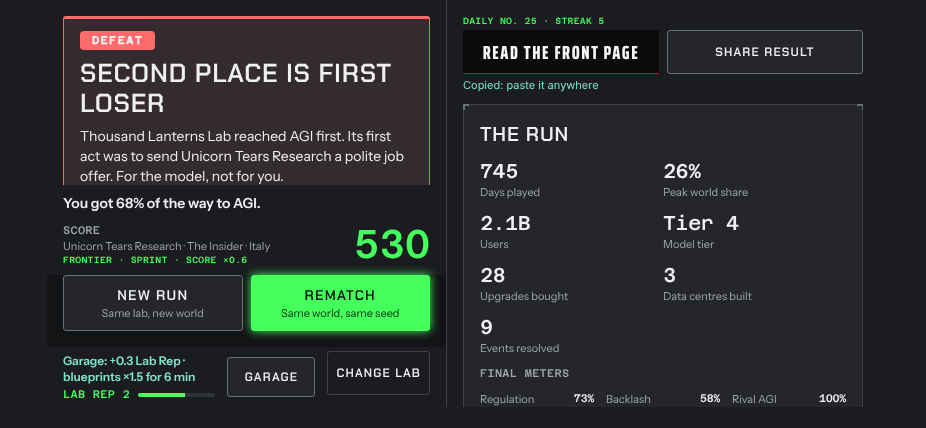 DEFEAT
SECOND PLACE IS FIRST
LOSER
Thousand Lanterns Lab reached AGI first. Its first
act was to send Unicorn Tears Research a polite job
offer. For the model, not for you.
You got 68% of the way to AGI.
SCORE
Unicorn Tears Research · The Insider · Italy
FRONTIER · SPRINT · SCORE ×0.6
530
NEW RUN
Same lab, new world
REMATCH
Same world, same seed
Garage: +0.3 Lab Rep ·
blueprints ×1.5 for 6 min
LAB REP 2
GARAGE
CHANGE LAB
DAILY NO. 25 · STREAK 5
READ THE FRONT PAGE
SHARE RESULT
Copied: paste it anywhere
THE RUN
745
Days played
26%
Peak world share
2.1B
Users
Tier 4
Model tier
28
Upgrades bought
3
Data centres built
9
Events resolved
FINAL METERS
Regulation 73% Backlash 58% Rival AGI 100%